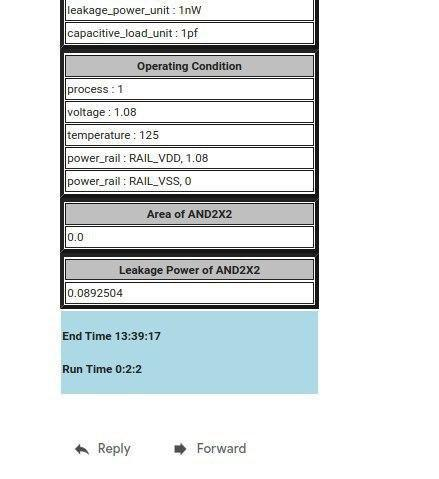 leakage_power_unit : 1nW
capacitive_load_unit : 1pf
Operating Condition
process : 1
voltage : 1.08
temperature : 125
power_rail : RAIL_VDD, 1.08
power_rail : RAIL_VSS, 0
Area of AND2X2
0.0
Leakage Power of AND2X2
0.0892504
End Time 13:39:17
Run Time 0:2:2
Reply Forward